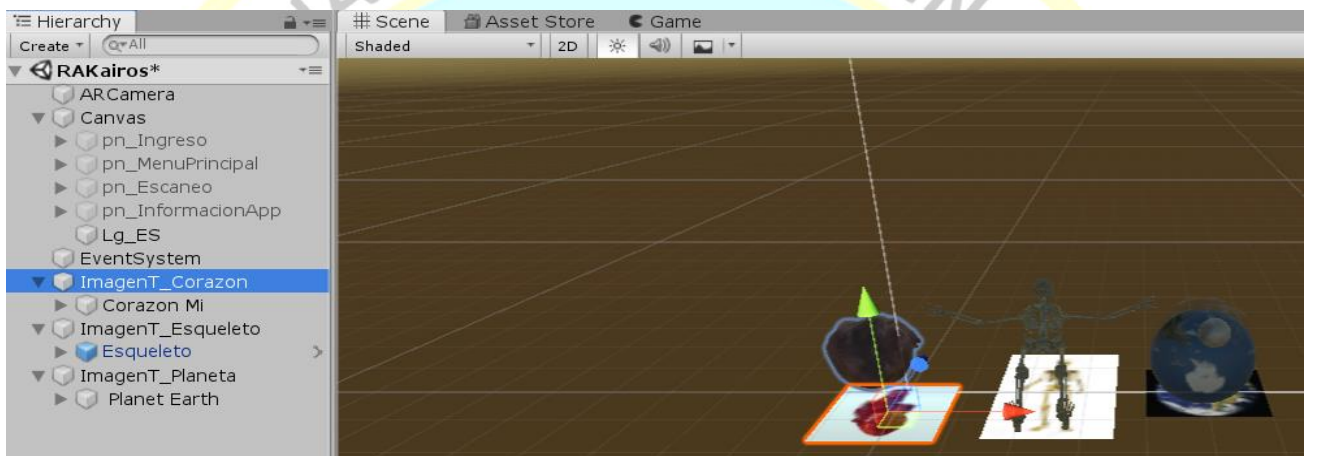 Hierarchy
Create All
RAKairos*
ARCamera
Canvas
pn_Ingreso
pn_MenuPrincipal
pn_Escaneo
pn_InformacionApp
Lg_ES
EventSystem
ImagenT_Corazon
Corazon Mi
ImagenT_Esqueleto
Esqueleto
ImagenT_Planeta
Planet Earth
Scene Asset Store Game
Shaded 2D